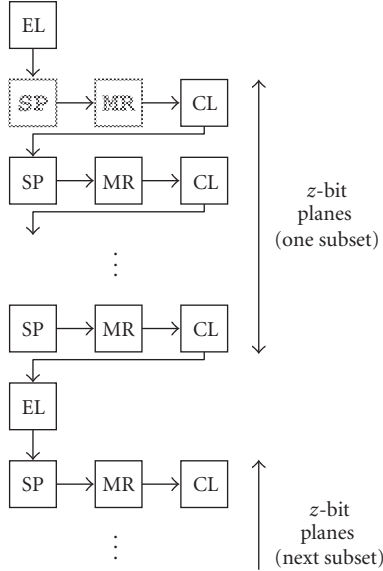 EL
SP MR CL
SP MR CL
z-bit
planes
(one subset)
⋮
SP MR CL
EL
SP MR CL
z-bit
planes
(next subset)
⋮